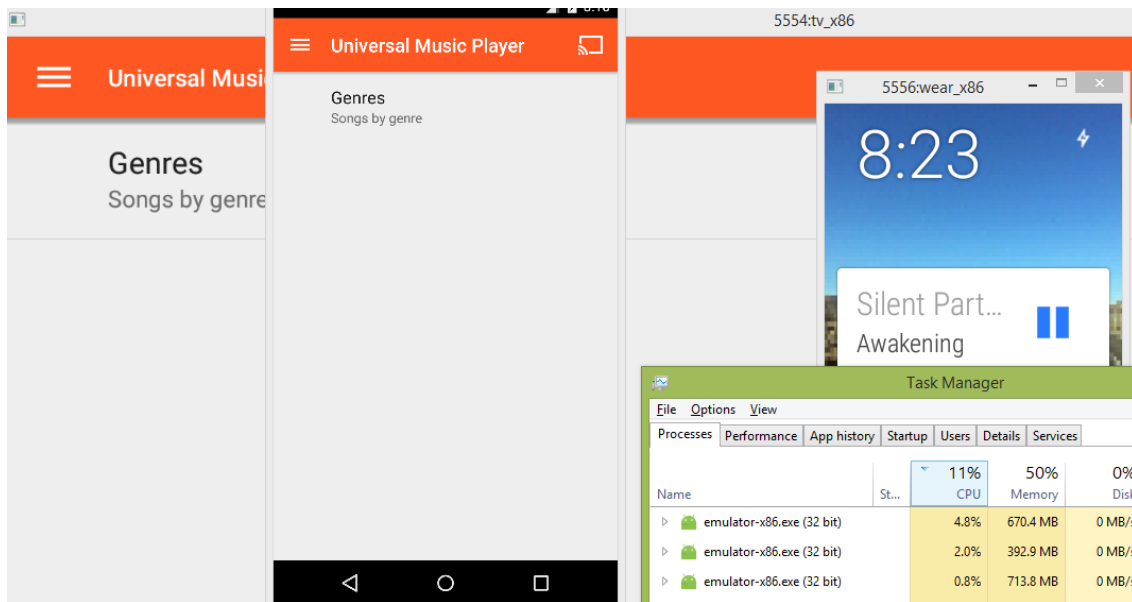 5554:tv_x86
Universal Musi
Genres
Songs by genre
Universal Music Player
Genres
Songs by genre
5556:wear_x86
8:23
Silent Part...
Awakening
Task Manager
File Options View
Processes Performance App history Startup Users Details Services
11% 50% 0%
Name St... CPU Memory Disk
emulator-x86.exe (32 bit) 4.8% 670.4 MB 0 MB/s
emulator-x86.exe (32 bit) 2.0% 392.9 MB 0 MB/s
emulator-x86.exe (32 bit) 0.8% 713.8 MB 0 MB/s